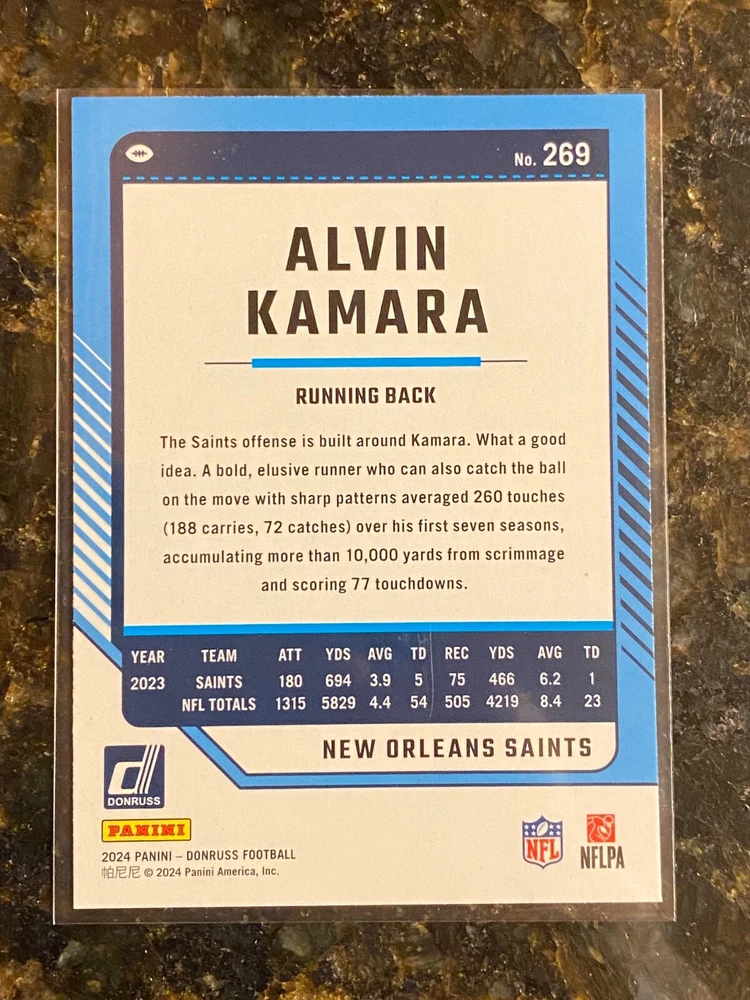 No. 269
ALVIN
KAMARA
RUNNING BACK
The Saints offense is built around Kamara. What a good
idea. A bold, elusive runner who can also catch the ball
on the move with sharp patterns averaged 260 touches
(188 carries, 72 catches) over his first seven seasons,
accumulating more than 10,000 yards from scrimmage
and scoring 77 touchdowns.
YEAR TEAM ATT YDS AVG TD REC YDS AVG TD
2023 SAINTS 180 694 3.9 5 75 466 6.2 1
NFL TOTALS 1315 5829 4.4 54 505 4219 8.4 23
NEW ORLEANS SAINTS
d
DONRUSS
PANINI
NFL
NFLPA
2024 PANINI – DONRUSS FOOTBALL
帕尼尼 © 2024 Panini America, Inc.